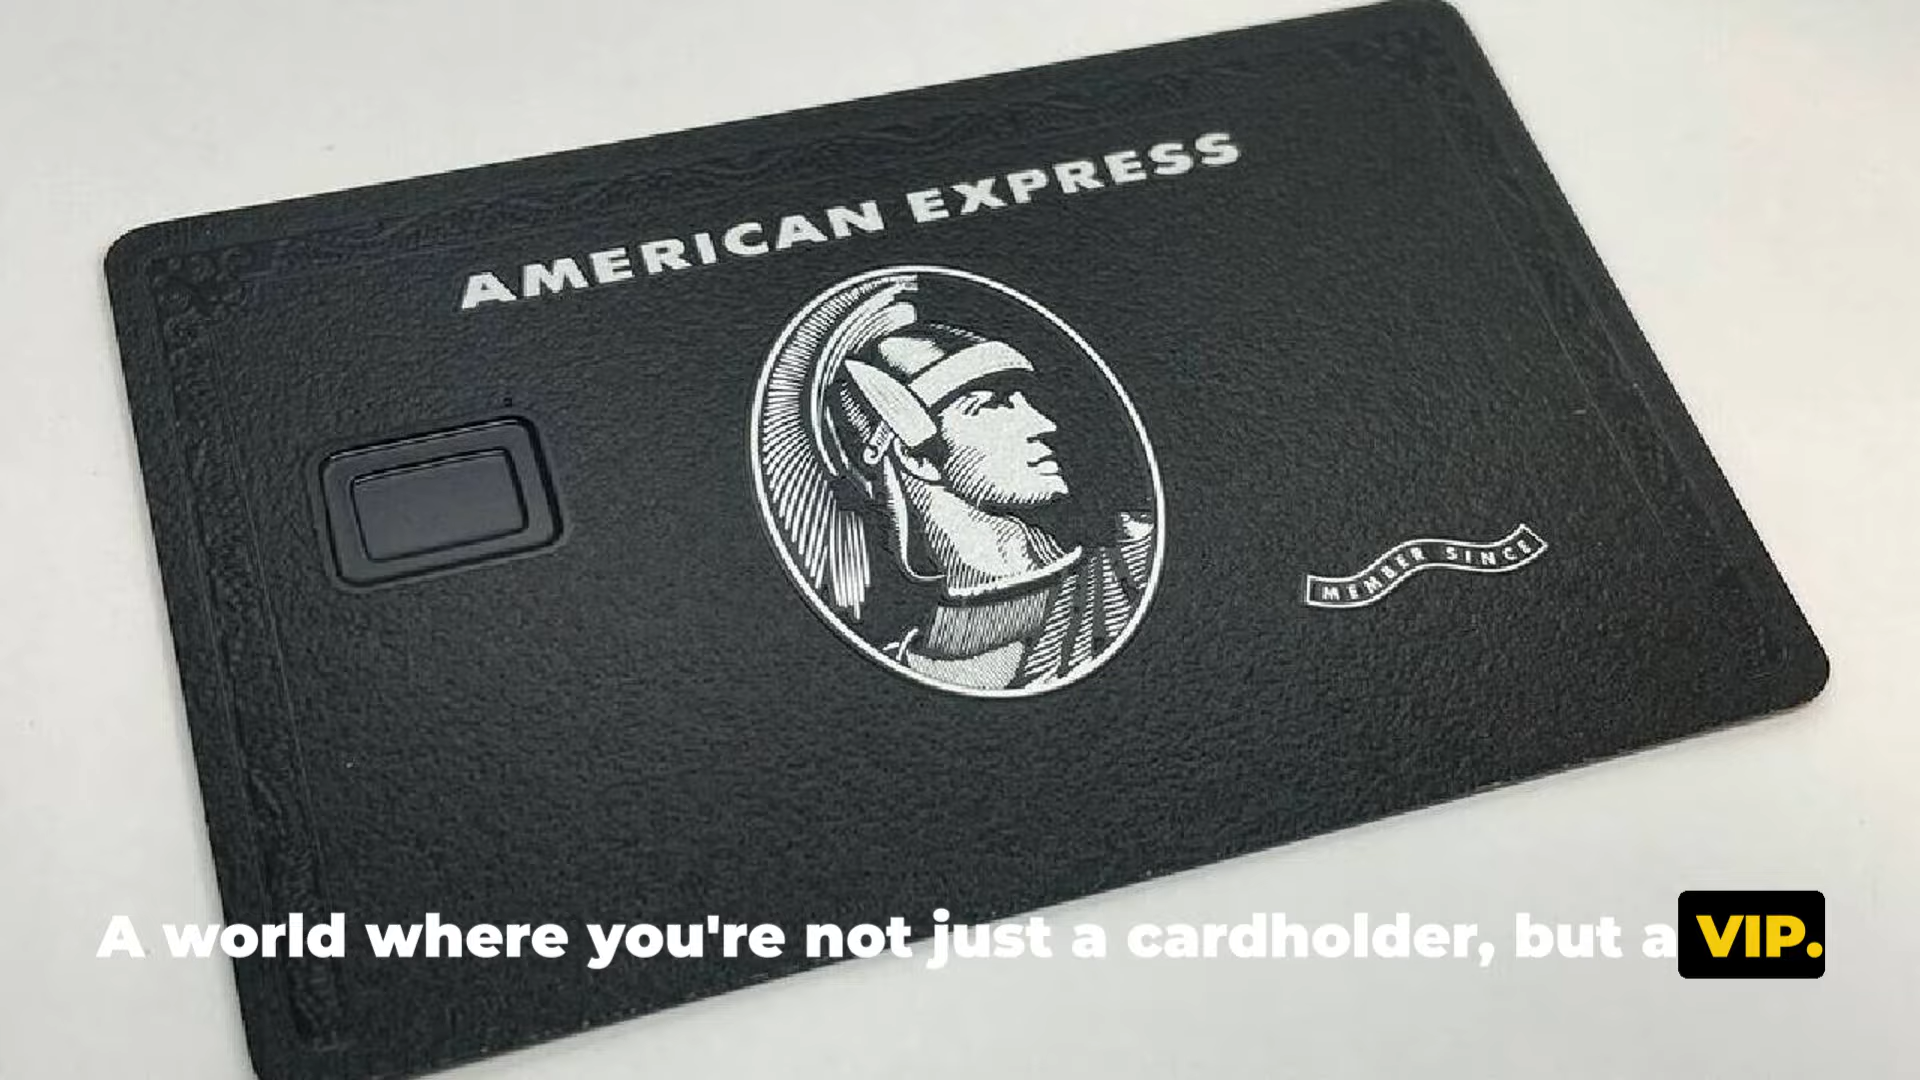 AMERICAN EXPRESS
MEMBER SINCE
A world where you're not just a cardholder, but a VIP.